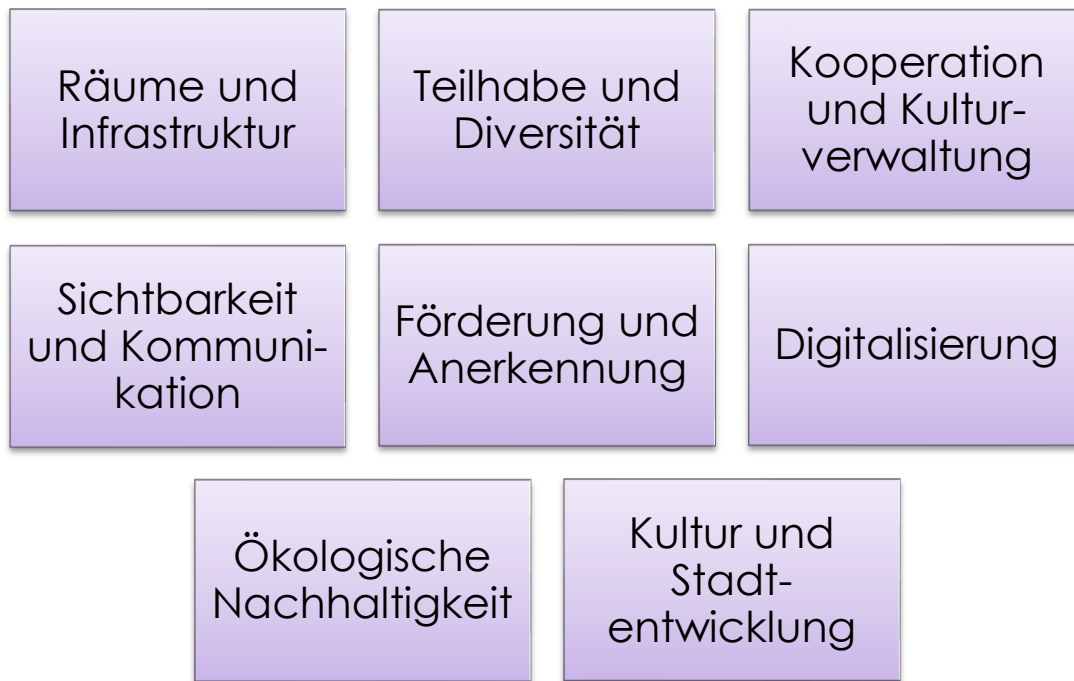 Räume und
Infrastruktur
Teilhabe und
Diversität
Kooperation
und Kultur-
verwaltung
Sichtbarkeit
und Kommuni-
kation
Förderung und
Anerkennung
Digitalisierung
Ökologische
Nachhaltigkeit
Kultur und
Stadt-
entwicklung